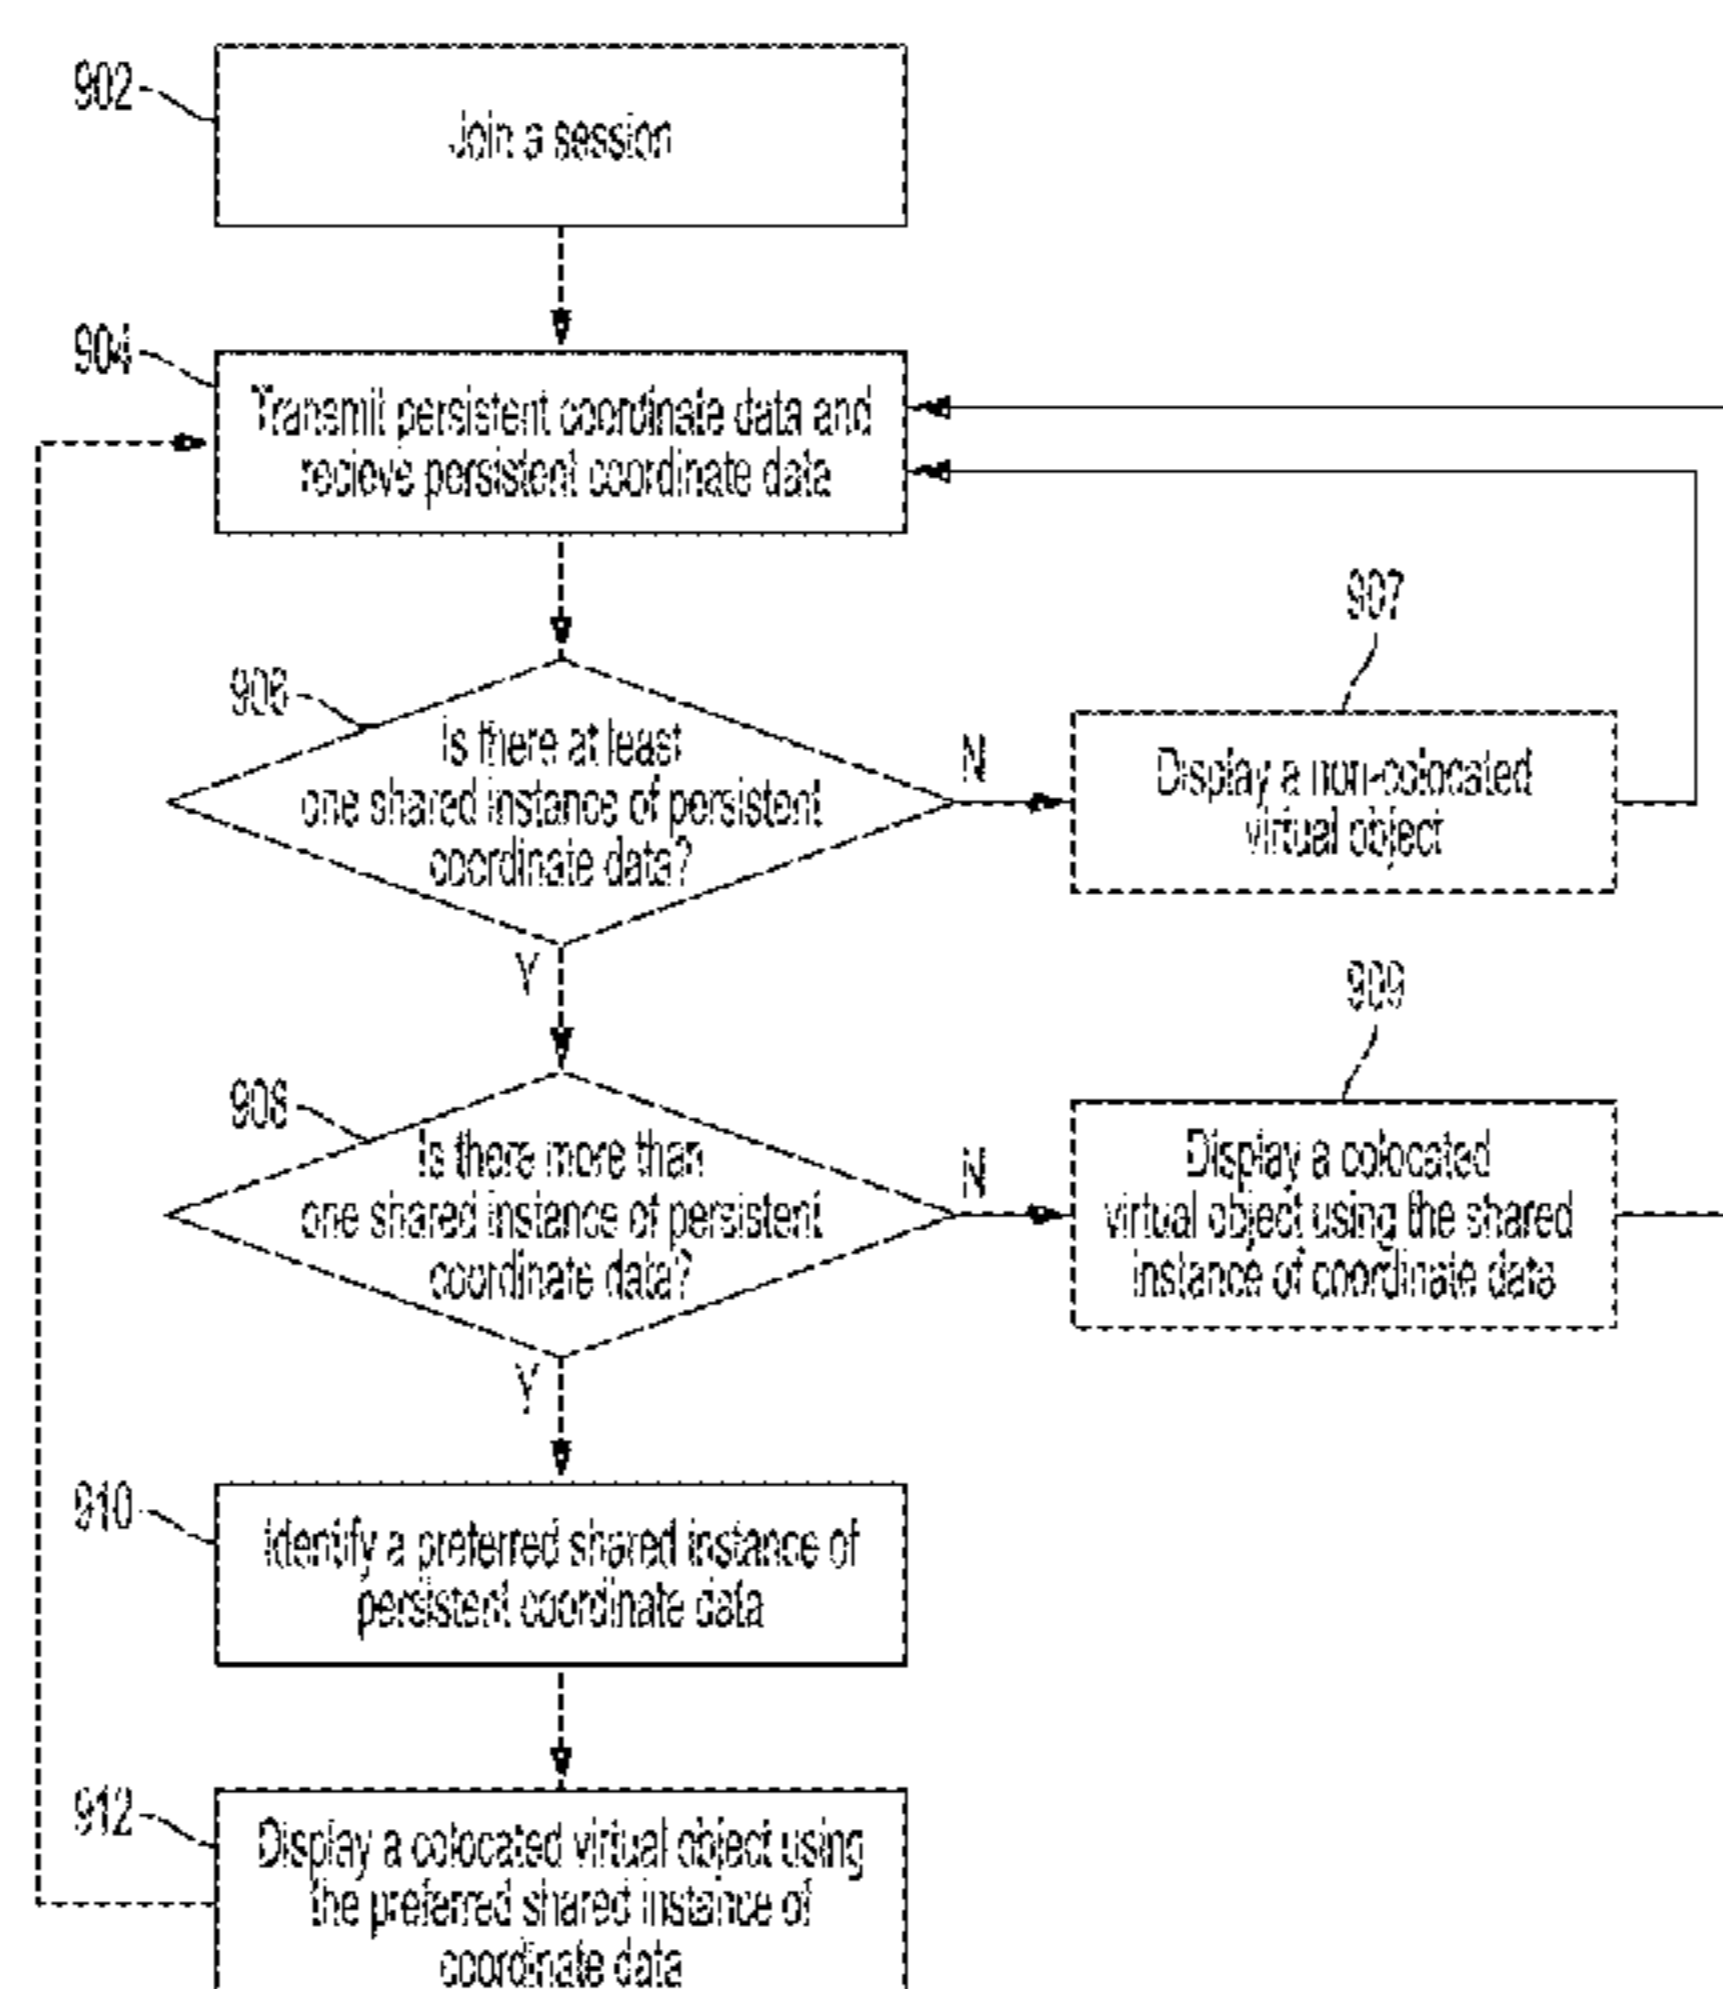 902
Join a session
904
Transmit persistent coordinate data and
recieve persistent coordinate data
906
Is there at least
one shared instance of persistent
coordinate data?
N
907
Display a non-colocated
virtual object
Y
908
Is there more than
one shared instance of persistent
coordinate data?
N
909
Display a colocated
virtual object using the shared
instance of coordinate data
Y
910
Identify a preferred shared instance of
persistent coordinate data
912
Display a colocated virtual object using
the preferred shared instance of
coordinate data